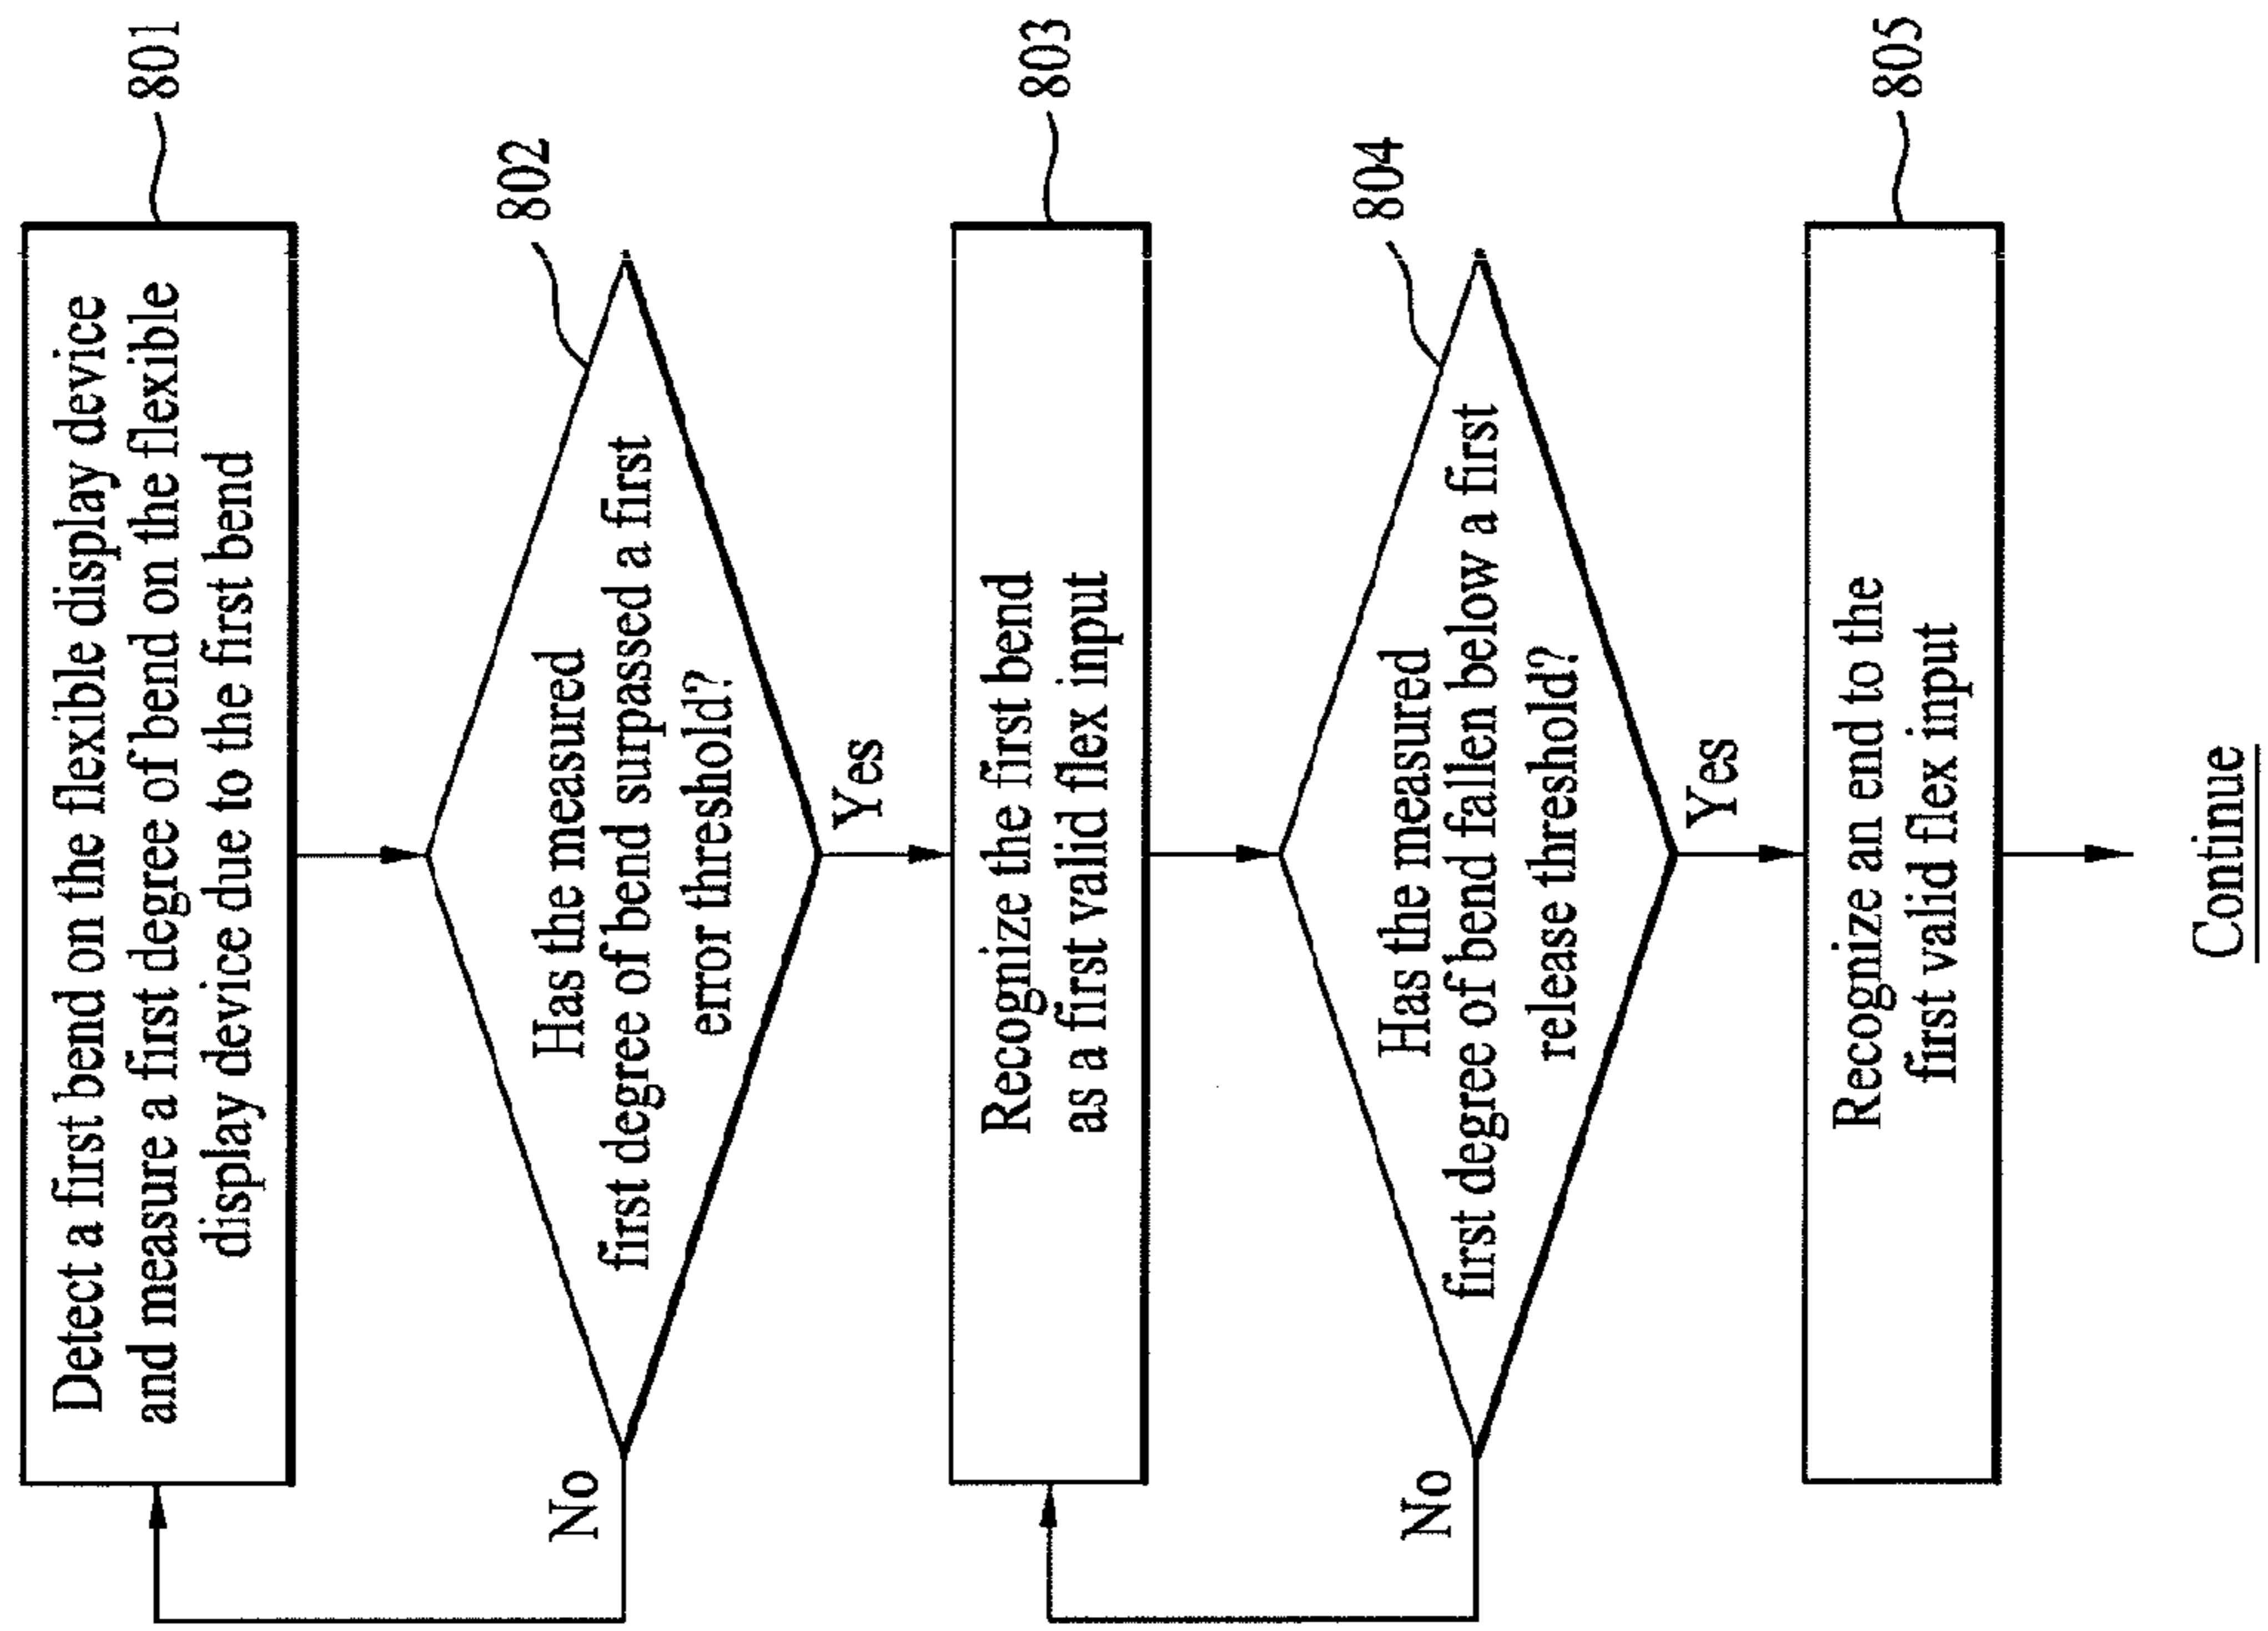 801
Detect a first bend on the flexible display device
and measure a first degree of bend on the flexible
display device due to the first bend
802
Has the measured
first degree of bend surpassed a first
error threshold?
No
Yes
803
Recognize the first bend
as a first valid flex input
804
Has the measured
first degree of bend fallen below a first
release threshold?
No
Yes
805
Recognize an end to the
first valid flex input
Continue